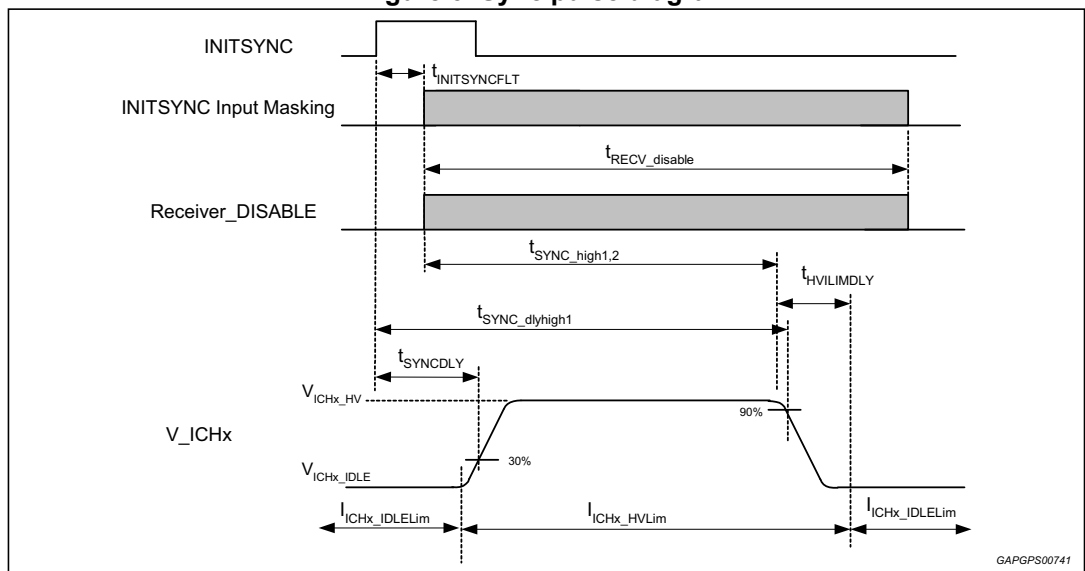 INITSYNC
tINITSYNCFLT
INITSYNC Input Masking
tRECV_disable
Receiver_DISABLE
tSYNC_high1,2
tHVILIMDLY
tSYNC_dlyhigh1
tSYNCDLY
VICHx_HV
90%
V_ICHx
VICHx_IDLE
30%
IICHx_IDLELim
IICHx_HVLim
IICHx_IDLELim
GAPGPS00741